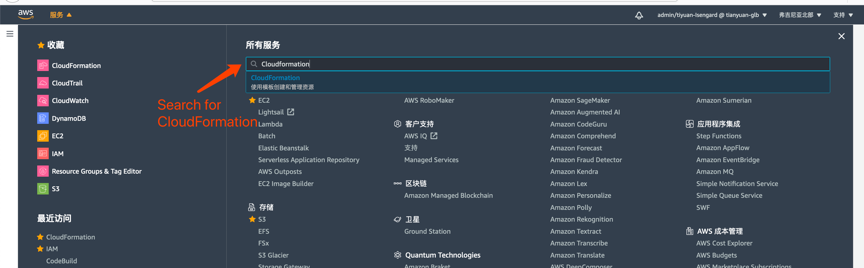 aws
服务
admin/tiyuan-isengard @ tianyuan-glb
弗吉尼亚北部
支持
收藏
CloudFormation
CloudTrail
CloudWatch
DynamoDB
EC2
IAM
Resource Groups & Tag Editor
S3
最近访问
CloudFormation
IAM
CodeBuild
所有服务
Cloudformation
CloudFormation
使用模板创建和管理资源
Search for
CloudFormation
EC2
Lightsail
Lambda
Batch
Elastic Beanstalk
Serverless Application Repository
AWS Outposts
EC2 Image Builder
存储
S3
EFS
FSx
S3 Glacier
Storage Gateway
AWS RoboMaker
客户支持
AWS IQ
支持
Managed Services
区块链
Amazon Managed Blockchain
卫星
Ground Station
Quantum Technologies
Amazon Braket
Amazon SageMaker
Amazon Augmented AI
Amazon CodeGuru
Amazon Comprehend
Amazon Forecast
Amazon Fraud Detector
Amazon Kendra
Amazon Lex
Amazon Personalize
Amazon Polly
Amazon Rekognition
Amazon Textract
Amazon Transcribe
Amazon Translate
AWS DeepComposer
Amazon Sumerian
应用程序集成
Step Functions
Amazon AppFlow
Amazon EventBridge
Amazon MQ
Simple Notification Service
Simple Queue Service
SWF
AWS 成本管理
AWS Cost Explorer
AWS Budgets
AWS Marketplace Subscriptions